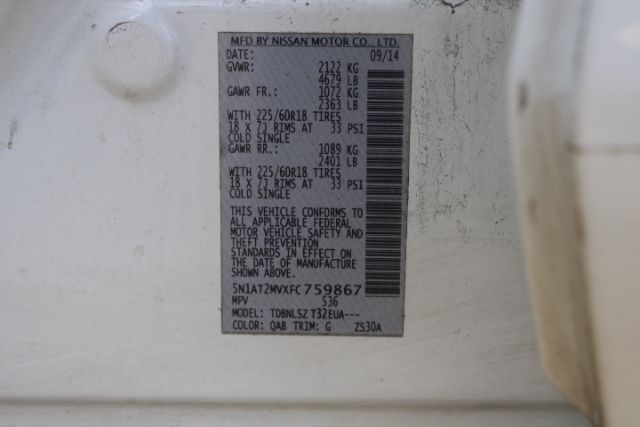 MFD BY NISSAN MOTOR CO., LTD.
DATE: 09/14
GVWR: 2122 KG
4679 LB
GAWR FR.: 1072 KG
2363 LB
WITH 225/60R18 TIRES
18 X 7J RIMS AT 33 PSI
COLD SINGLE
GAWR RR.: 1089 KG
2401 LB
WITH 225/60R18 TIRES
18 X 7J RIMS AT 33 PSI
COLD SINGLE
THIS VEHICLE CONFORMS TO
ALL APPLICABLE FEDERAL
MOTOR VEHICLE SAFETY AND
THEFT PREVENTION
STANDARDS IN EFFECT ON
THE DATE OF MANUFACTURE
5N1AT2MVXFC759867
MPV 536
MODEL: TDBNLSZ T32EUA---
COLOR: QAB TRIM: G ZS30A